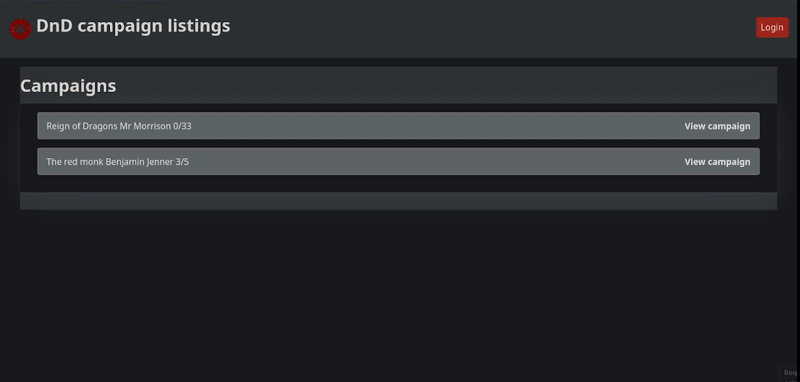 DnD campaign listings
Login
Campaigns
Reign of Dragons Mr Morrison 0/33 View campaign
The red monk Benjamin Jenner 3/5 View campaign
Req